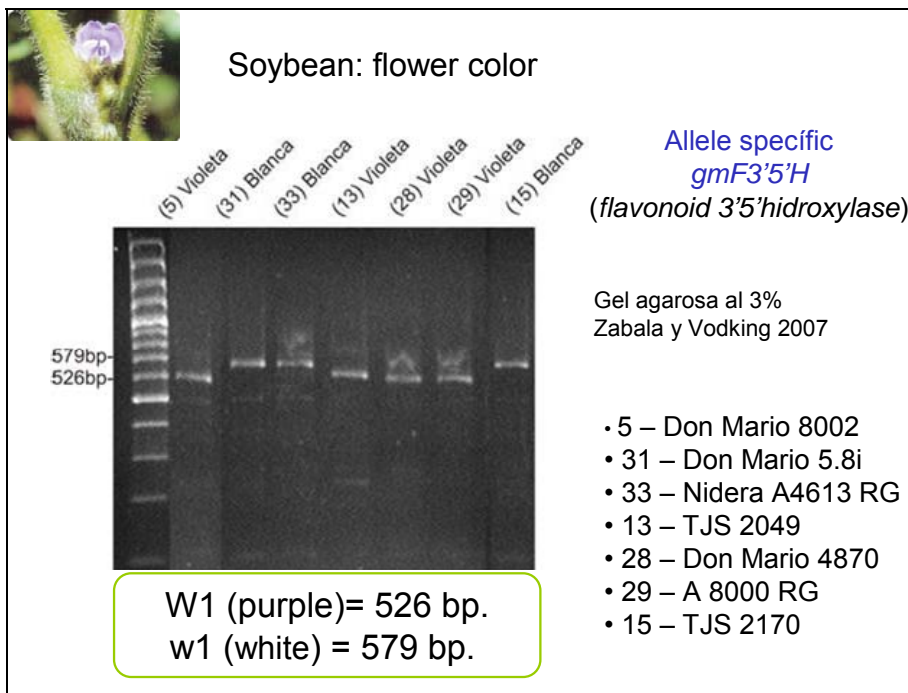 Soybean: flower color
(5) Violeta
(31) Blanca
(33) Blanca
(13) Violeta
(28) Violeta
(29) Violeta
(15) Blanca
579bp-
526bp-
Allele specífic
gmF3'5'H
(flavonoid 3'5'hidroxylase)
Gel agarosa al 3%
Zabala y Vodking 2007
• 5 – Don Mario 8002
• 31 – Don Mario 5.8i
• 33 – Nidera A4613 RG
• 13 – TJS 2049
• 28 – Don Mario 4870
• 29 – A 8000 RG
• 15 – TJS 2170
W1 (purple)= 526 bp.
w1 (white) = 579 bp.